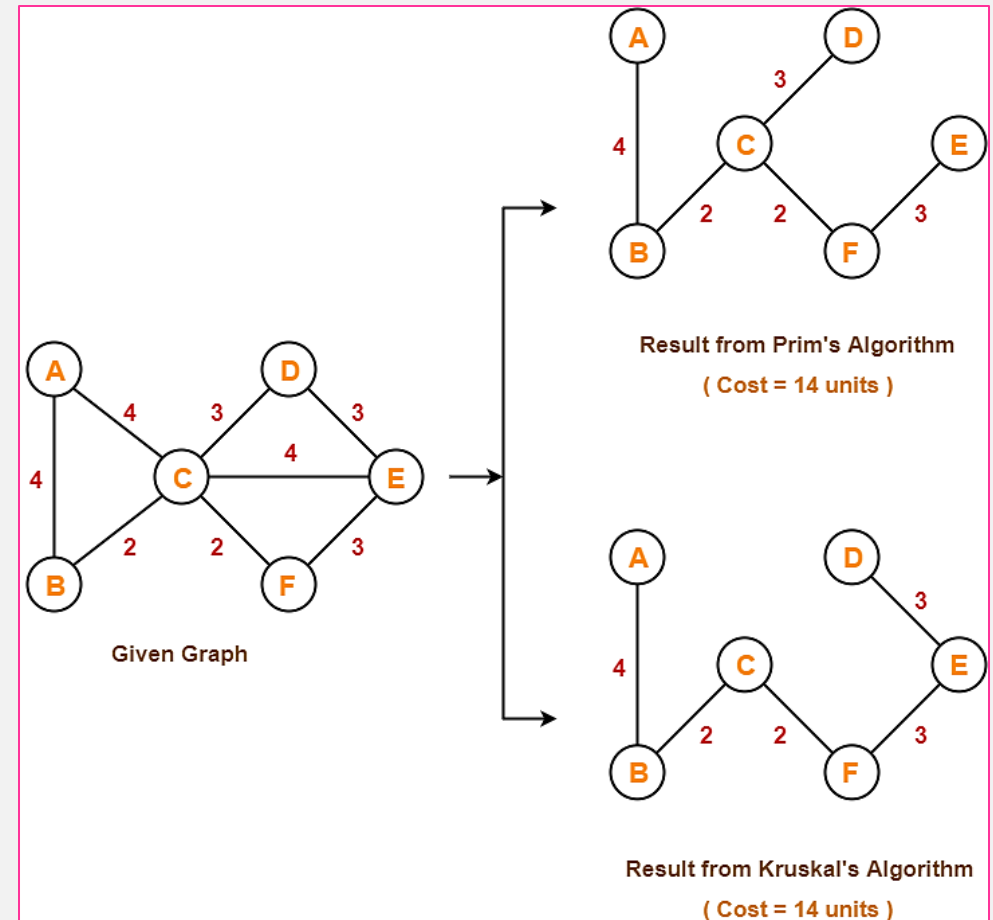 A
D
3
C
E
4
2
2
3
B
F
Result from Prim's Algorithm
( Cost = 14 units )
A
D
4
3
3
4
4
C
E
2
2
3
B
F
Given Graph
A
D
3
4
C
E
2
2
3
B
F
Result from Kruskal's Algorithm
( Cost = 14 units )